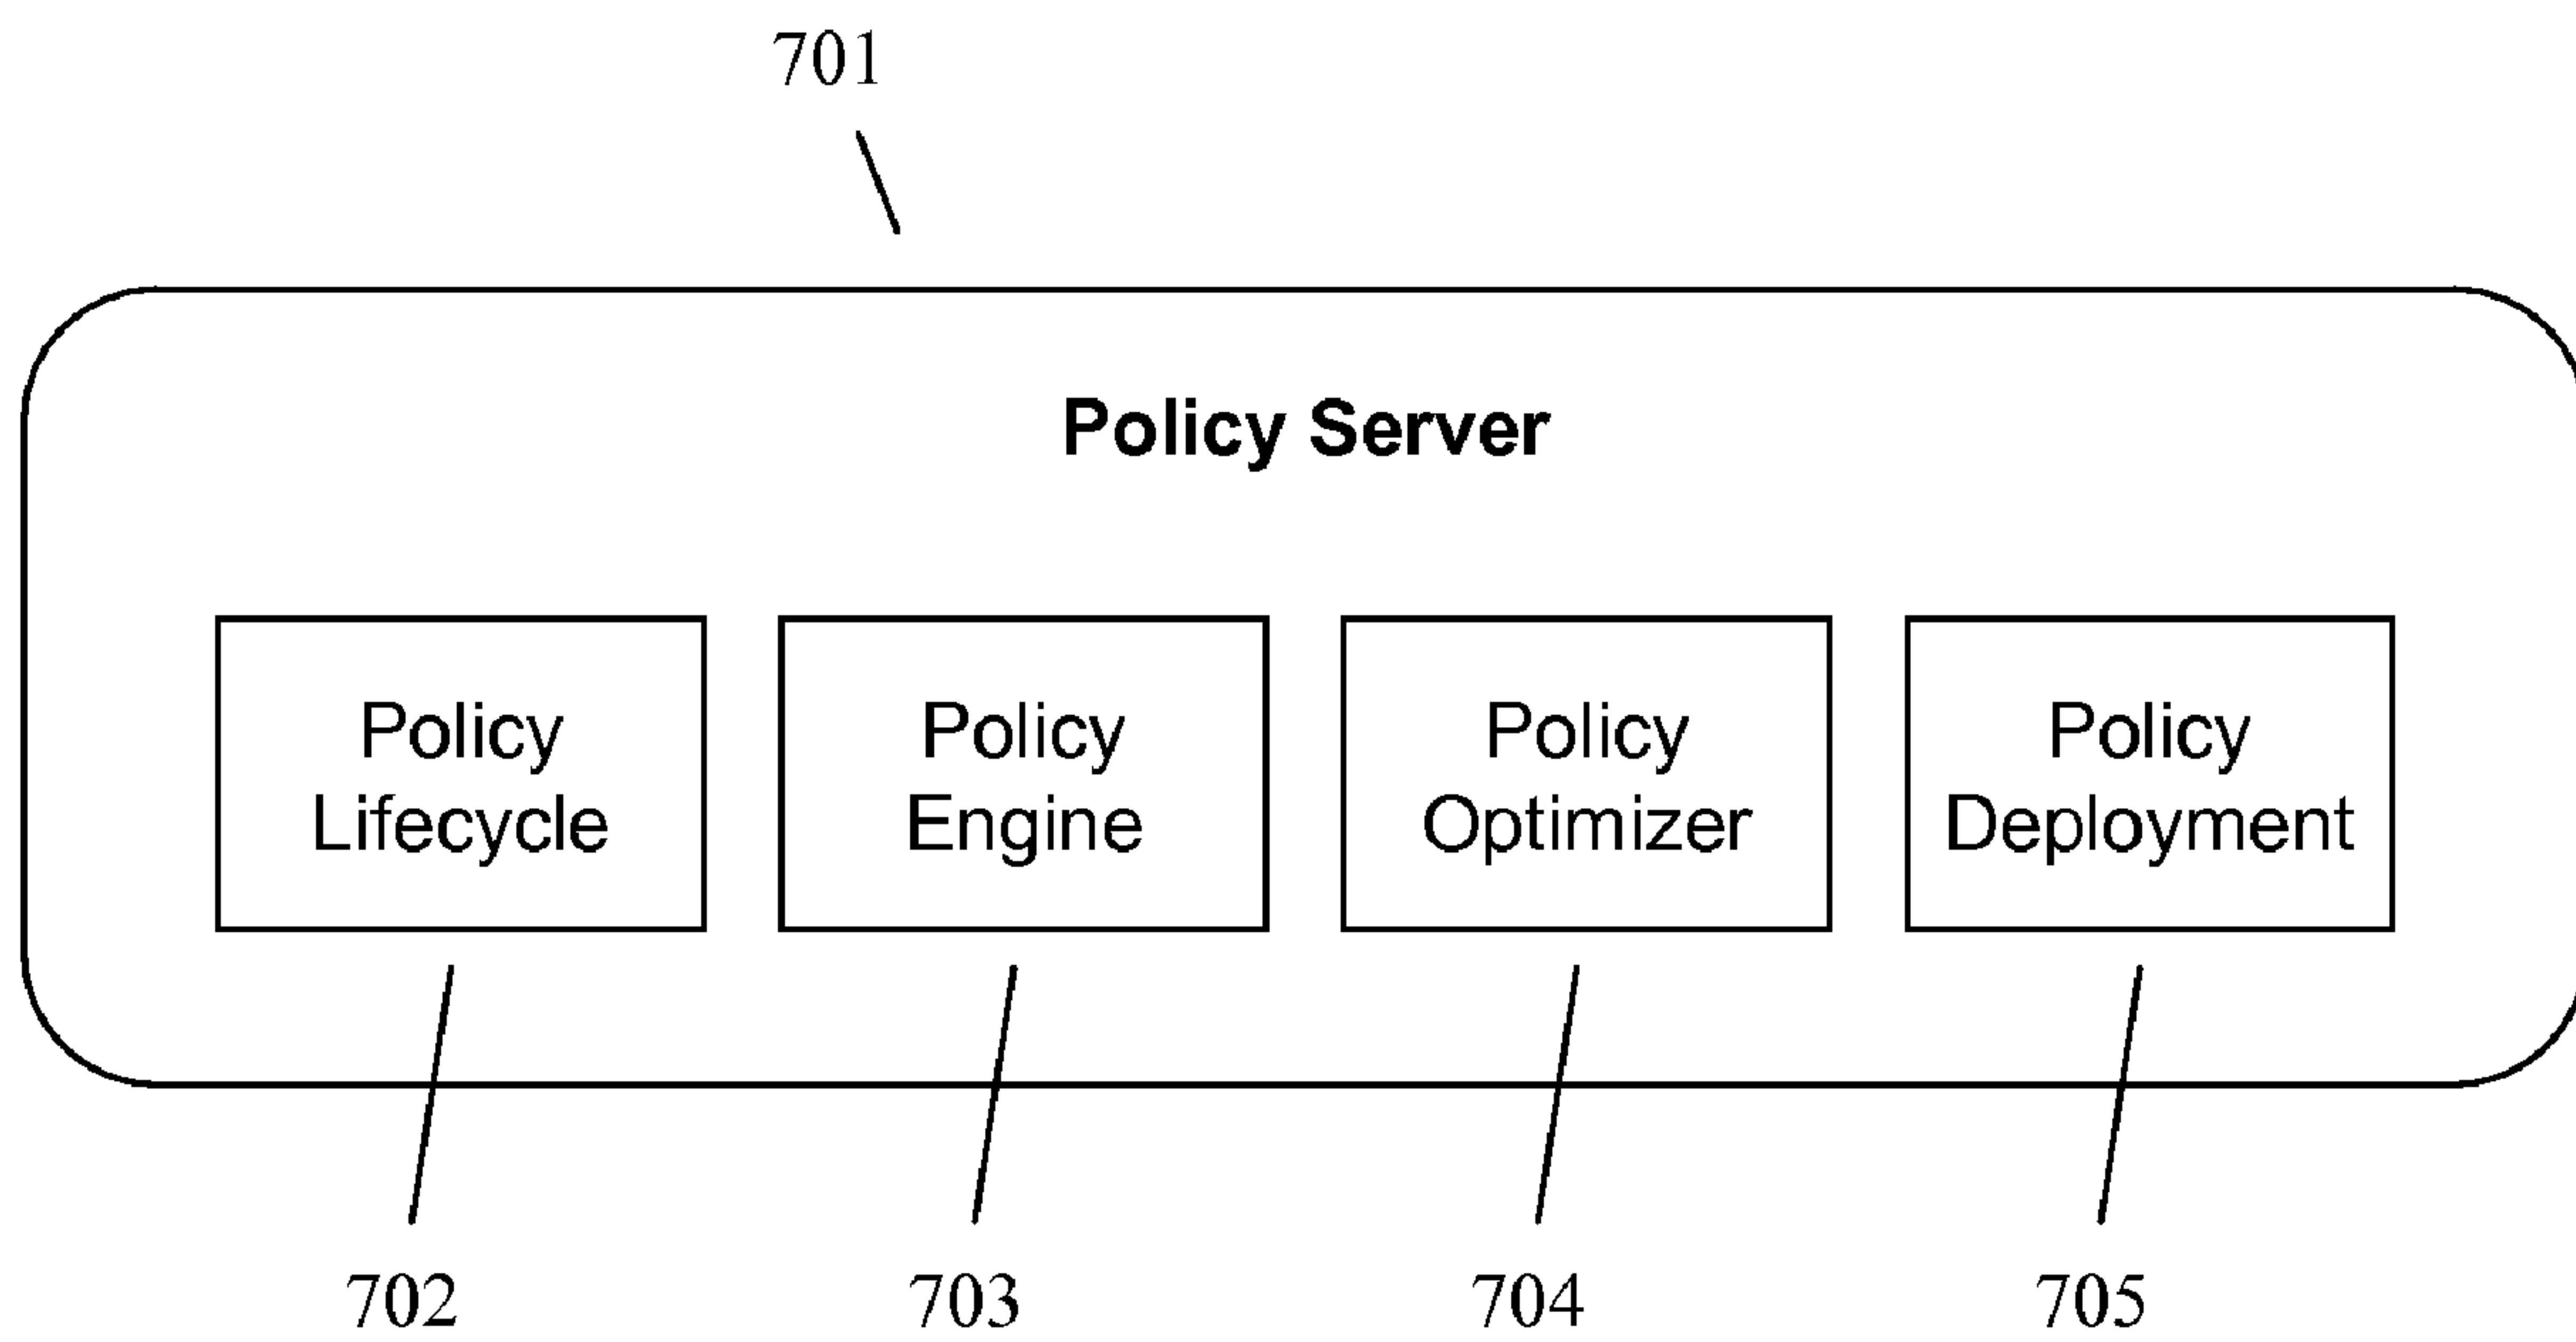 701
Policy Server
Policy
Lifecycle
Policy
Engine
Policy
Optimizer
Policy
Deployment
702
703
704
705